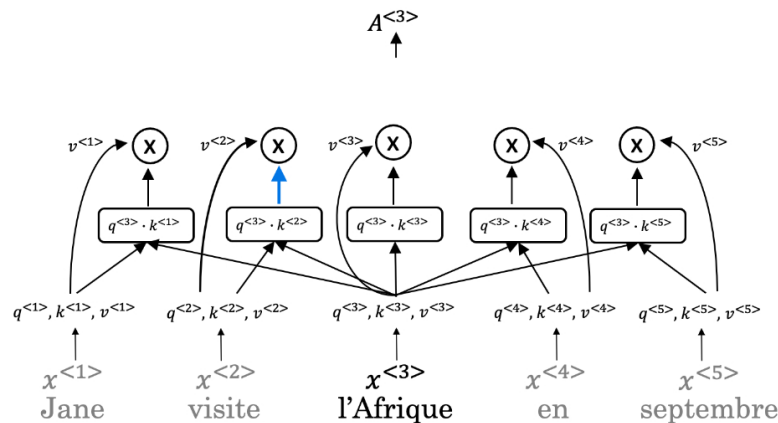 A^{<3>}
v^{<1>} X v^{<2>} X v^{<3>} X X v^{<4>} X v^{<5>}
q^{<3>} · k^{<1>} q^{<3>} · k^{<2>} q^{<3>} · k^{<3>} q^{<3>} · k^{<4>} q^{<3>} · k^{<5>}
q^{<1>}, k^{<1>}, v^{<1>} q^{<2>}, k^{<2>}, v^{<2>} q^{<3>}, k^{<3>}, v^{<3>} q^{<4>}, k^{<4>}, v^{<4>} q^{<5>}, k^{<5>}, v^{<5>}
x^{<1>} x^{<2>} x^{<3>} x^{<4>} x^{<5>}
Jane visite l'Afrique en septembre